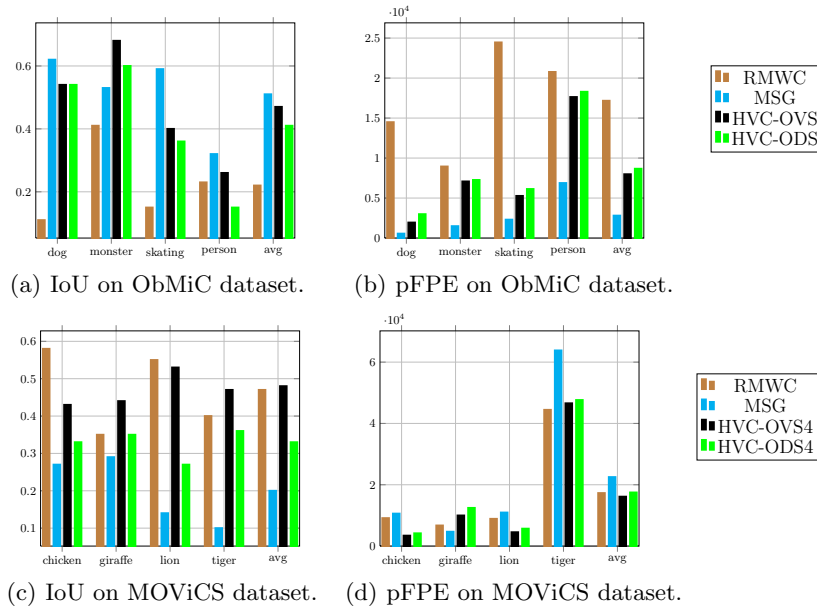 0.6
0.4
0.2
dog monster skating person avg
(a) IoU on ObMiC dataset.
·10⁴
2.5
2
1.5
1
0.5
0
dog monster skating person avg
(b) pFPE on ObMiC dataset.
RMWC
MSG
HVC-OVS
HVC-ODS
0.6
0.5
0.4
0.3
0.2
0.1
chicken giraffe lion tiger avg
(c) IoU on MOViCS dataset.
·10⁴
6
4
2
0
chicken giraffe lion tiger avg
(d) pFPE on MOViCS dataset.
RMWC
MSG
HVC-OVS4
HVC-ODS4